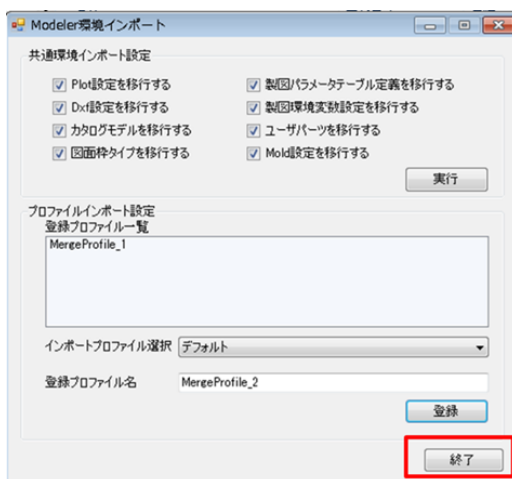 Modeler環境インポート
共通環境インポート設定
Plot設定を移行する
製図パラメータテーブル定義を移行する
Dxf設定を移行する
製図環境変数設定を移行する
カタログモデルを移行する
ユーザパーツを移行する
図面枠タイプを移行する
Mold設定を移行する
実行
プロファイルインポート設定
登録プロファイル一覧
MergeProfile_1
インポートプロファイル選択 デフォルト
登録プロファイル名 MergeProfile_2
登録
終了